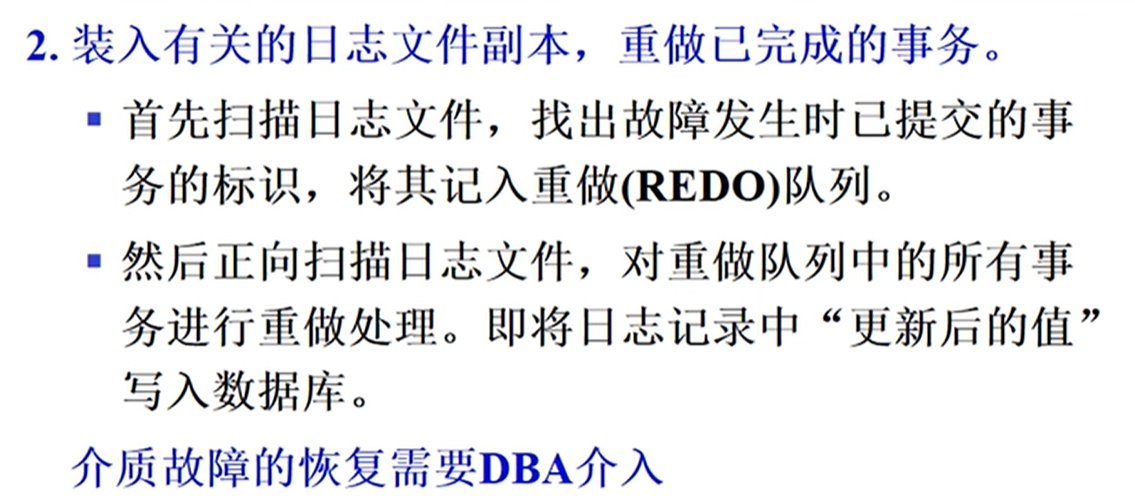 2. 装入有关的日志文件副本，重做已完成的事务。
▪ 首先扫描日志文件，找出故障发生时已提交的事
务的标识，将其记入重做(REDO)队列。
▪ 然后正向扫描日志文件，对重做队列中的所有事
务进行重做处理。即将日志记录中“更新后的值”
写入数据库。
介质故障的恢复需要DBA介入